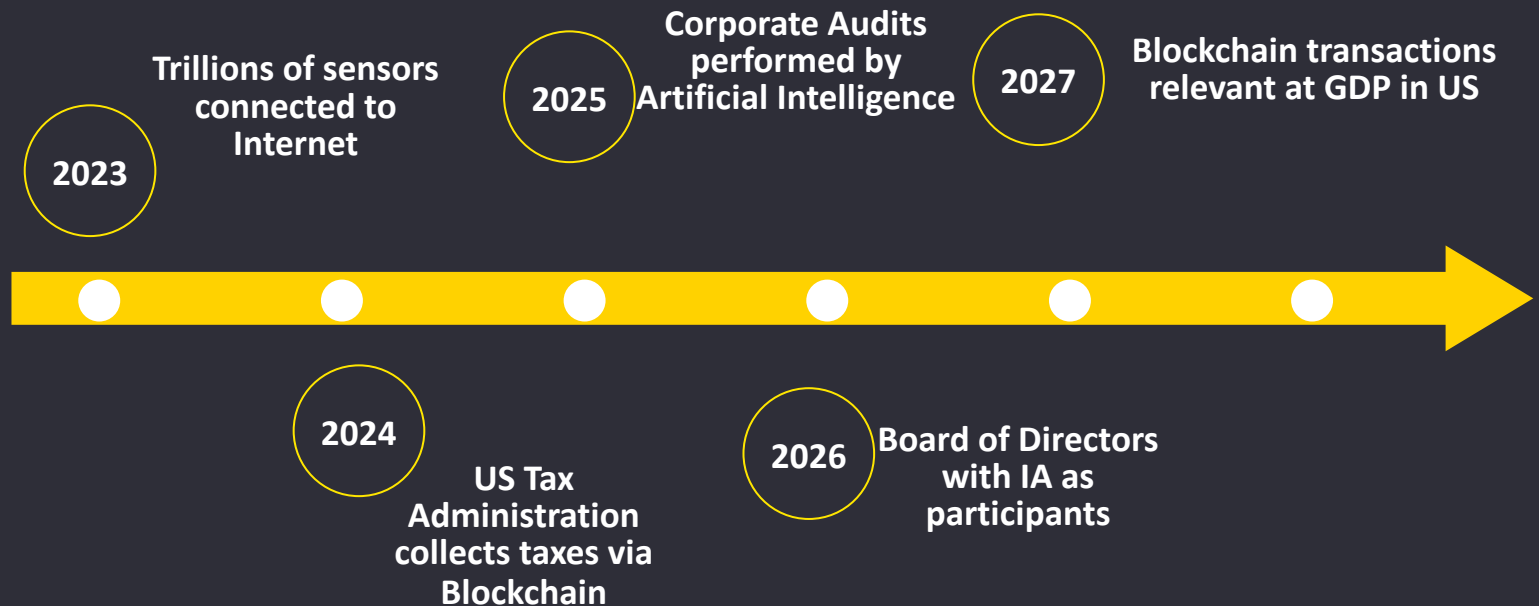 2023
Trillions of sensors
connected to
Internet
2024
US Tax
Administration
collects taxes via
Blockchain
2025
Corporate Audits
performed by
Artificial Intelligence
2026
Board of Directors
with IA as
participants
2027
Blockchain transactions
relevant at GDP in US